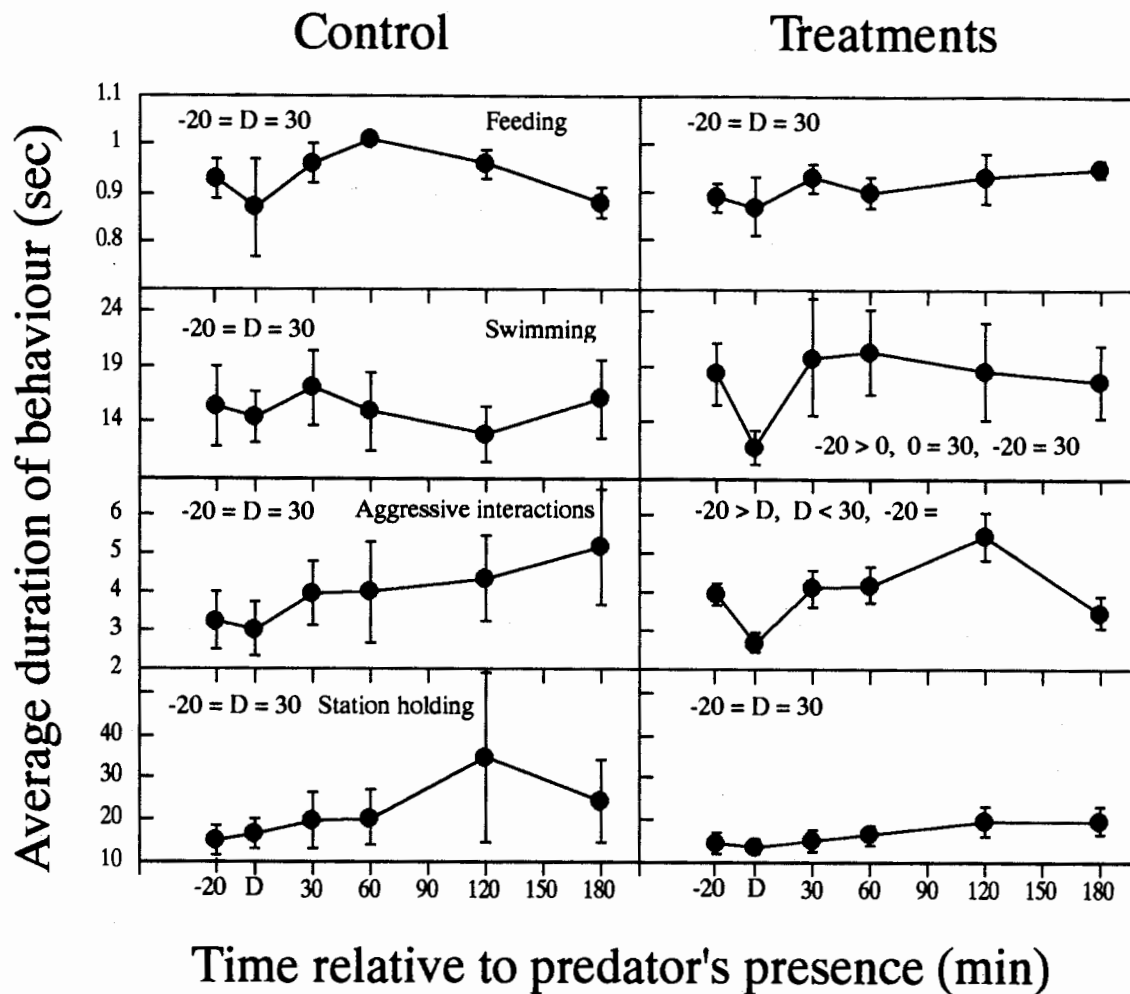 Control
Treatments
Average duration of behaviour (sec)
1.1
1
0.9
0.8
-20 = D = 30
Feeding
-20 = D = 30
24
19
14
-20 = D = 30
Swimming
-20 > 0, 0 = 30, -20 = 30
6
5
4
3
2
-20 = D = 30
Aggressive interactions
-20 > D, D < 30, -20 =
40
30
20
10
-20 = D = 30 Station holding
-20 = D = 30
-20 D 30 60 90 120 150 180
-20 D 30 60 90 120 150 180
Time relative to predator's presence (min)